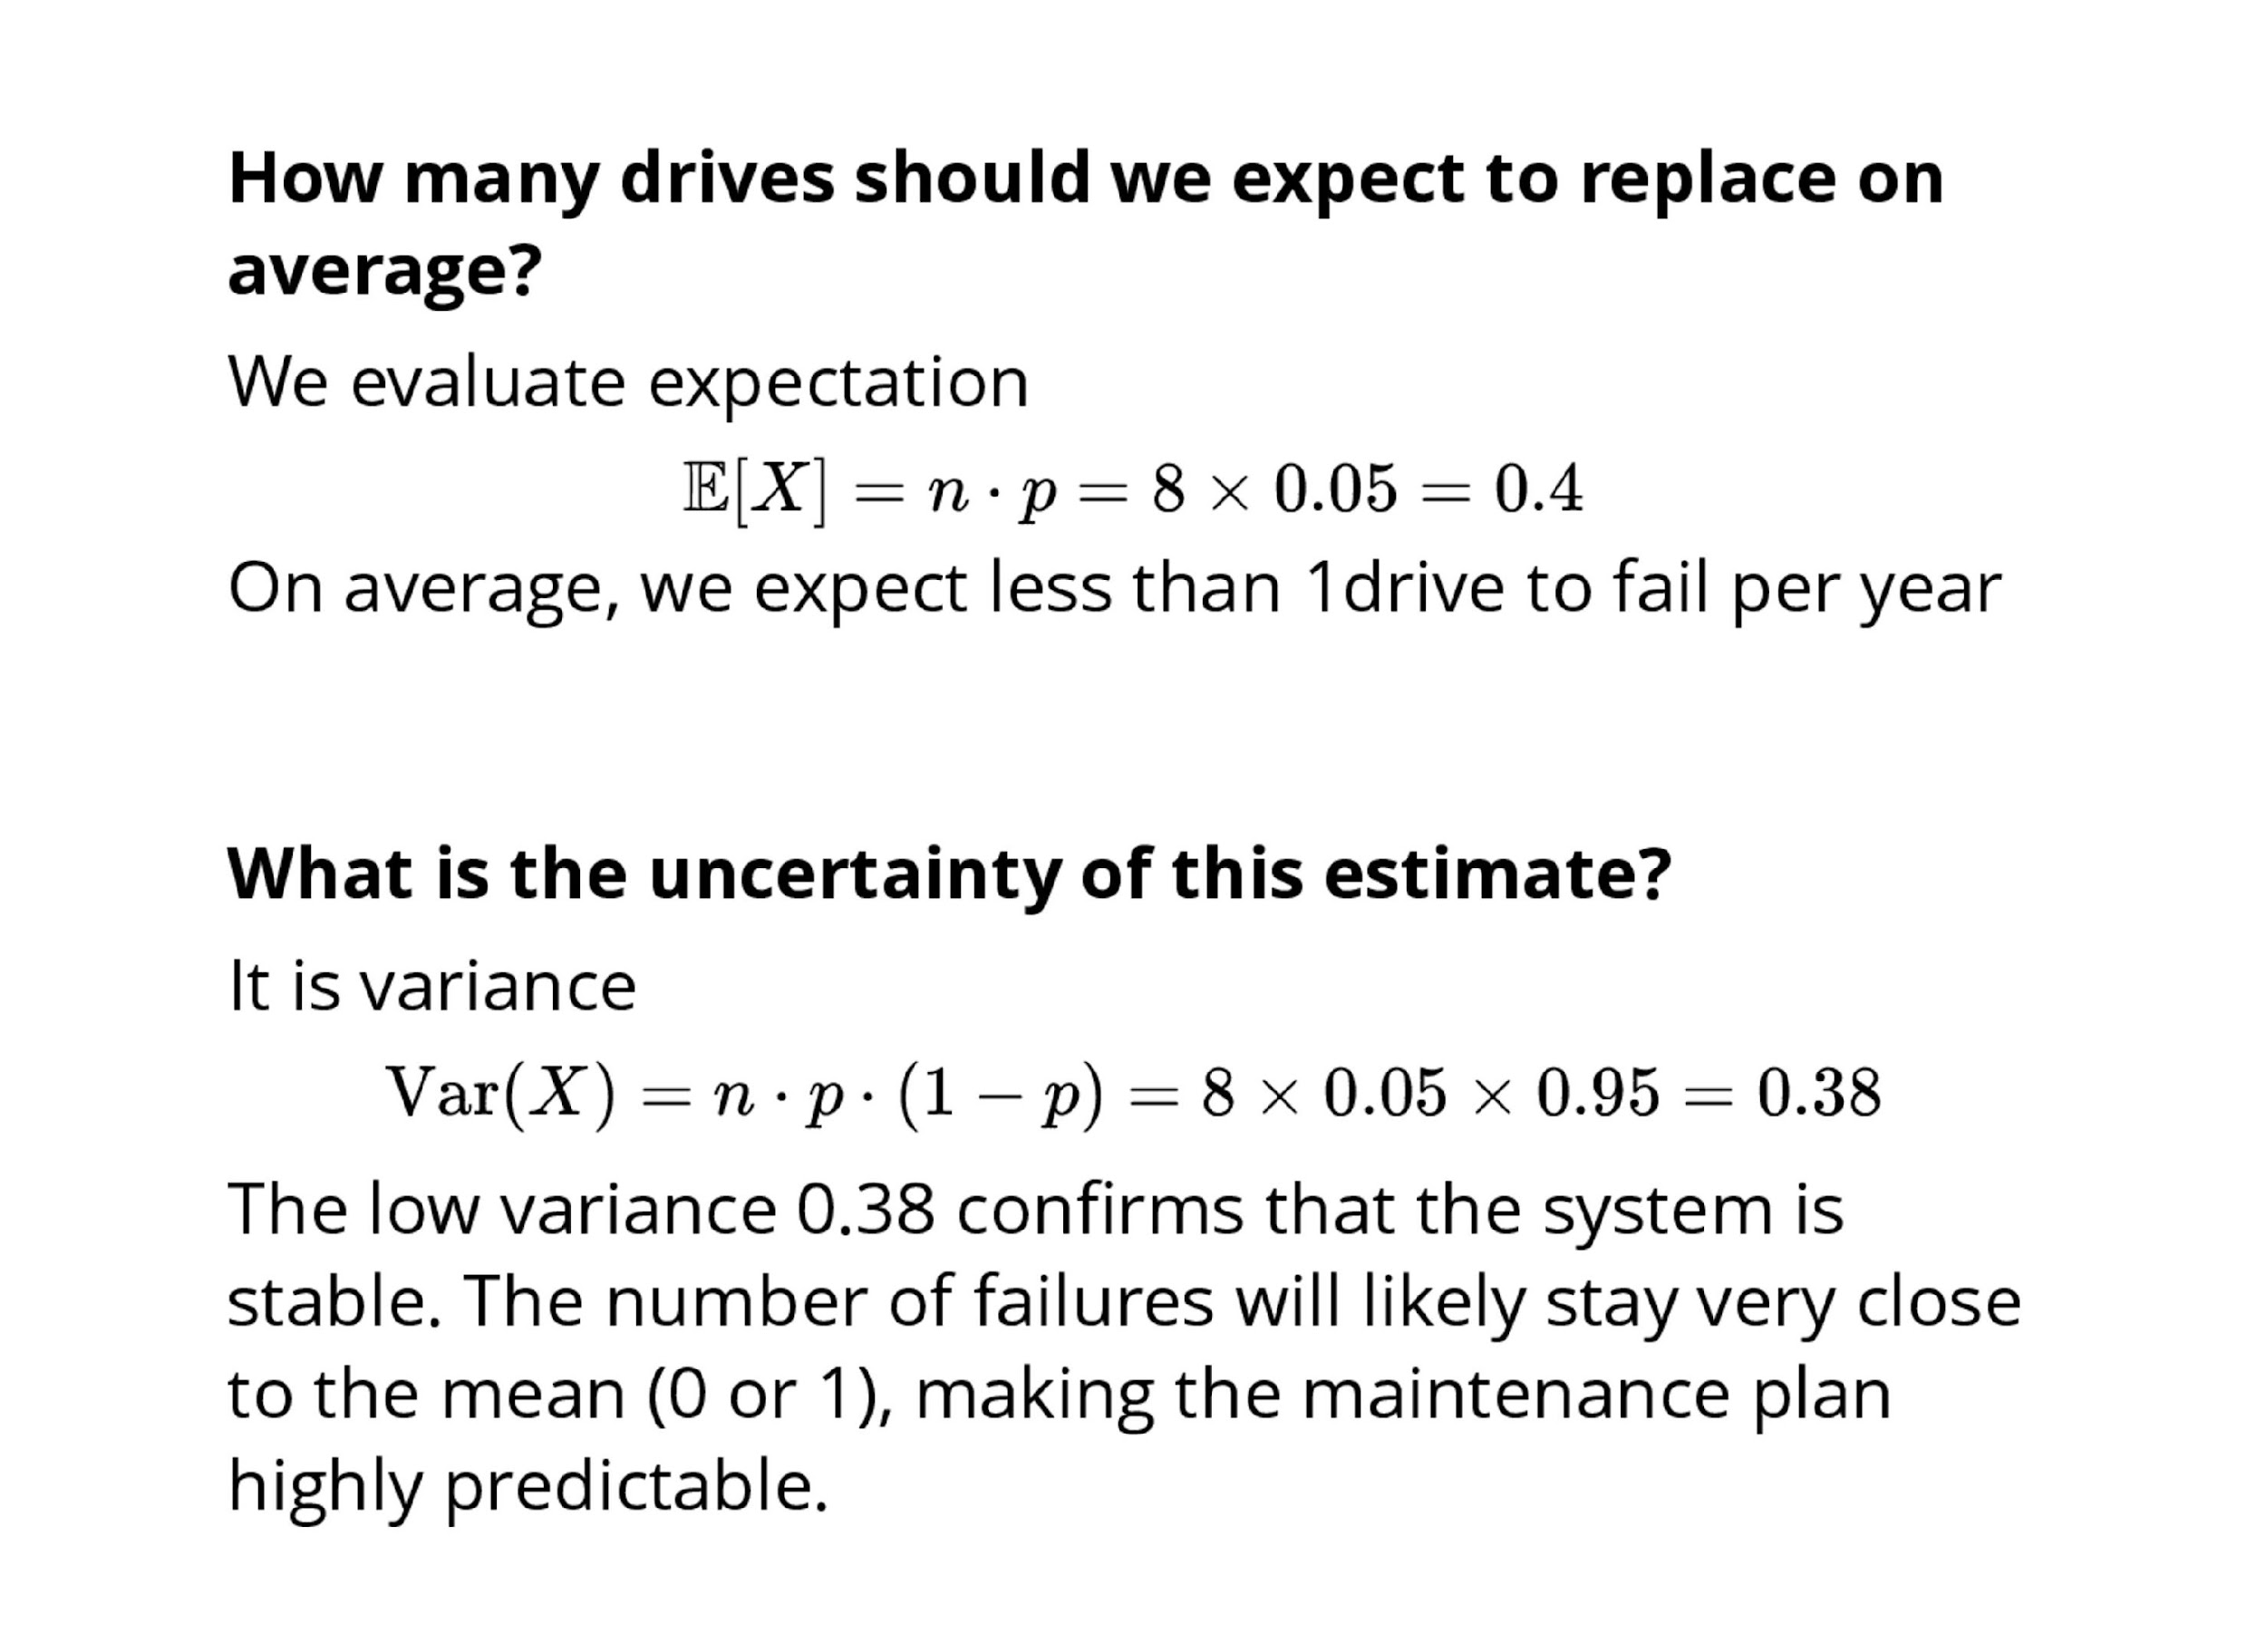 How many drives should we expect to replace on
average?
We evaluate expectation
𝔼[X] = n · p = 8 × 0.05 = 0.4
On average, we expect less than 1drive to fail per year
What is the uncertainty of this estimate?
It is variance
Var(X) = n · p · (1 − p) = 8 × 0.05 × 0.95 = 0.38
The low variance 0.38 confirms that the system is
stable. The number of failures will likely stay very close
to the mean (0 or 1), making the maintenance plan
highly predictable.